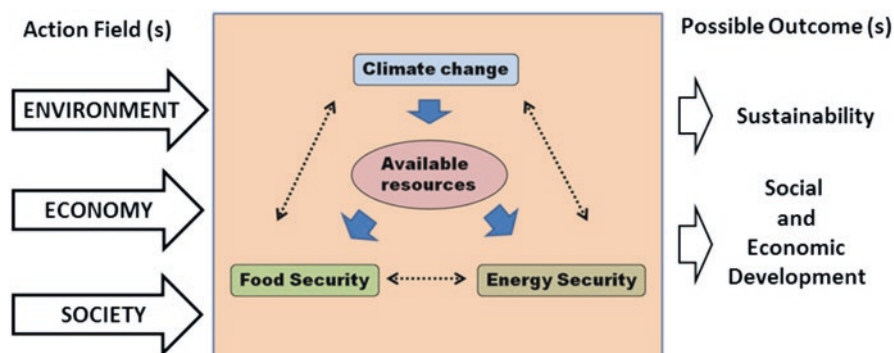 Action Field (s)
ENVIRONMENT
ECONOMY
SOCIETY
Climate change
Available
resources
Food Security
Energy Security
Possible Outcome (s)
Sustainability
Social
and
Economic
Development